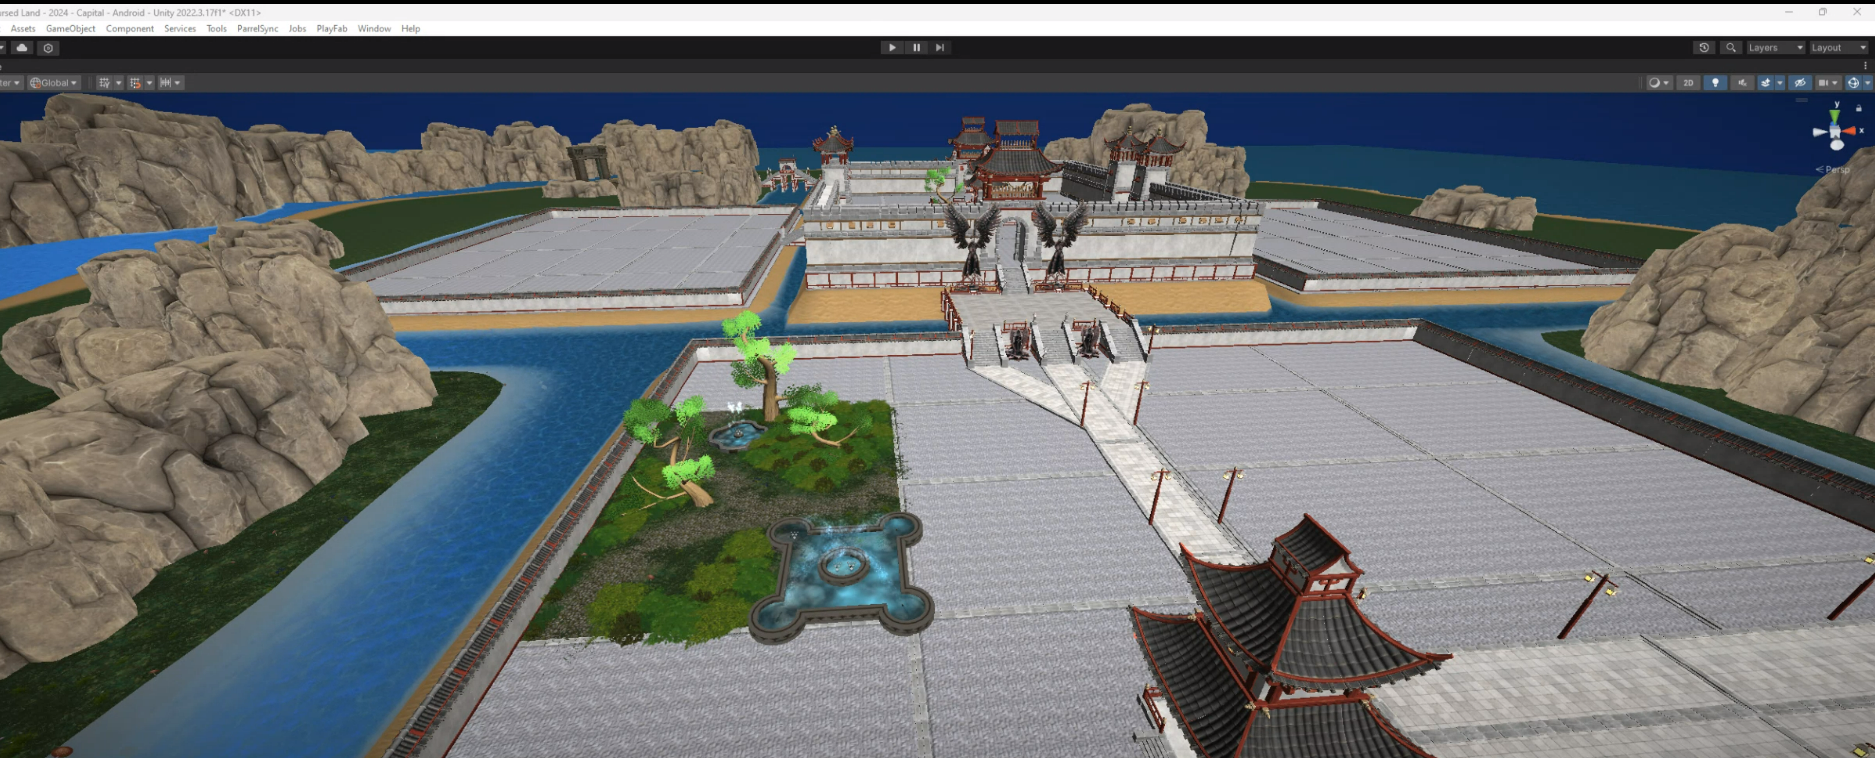 rsed Land - 2024 - Capital - Android - Unity 2022.3.17f1* <DX11>
Assets GameObject Component Services Tools ParrelSync Jobs PlayFab Window Help
Layers Layout
ter Global 2D
y
x
< Persp